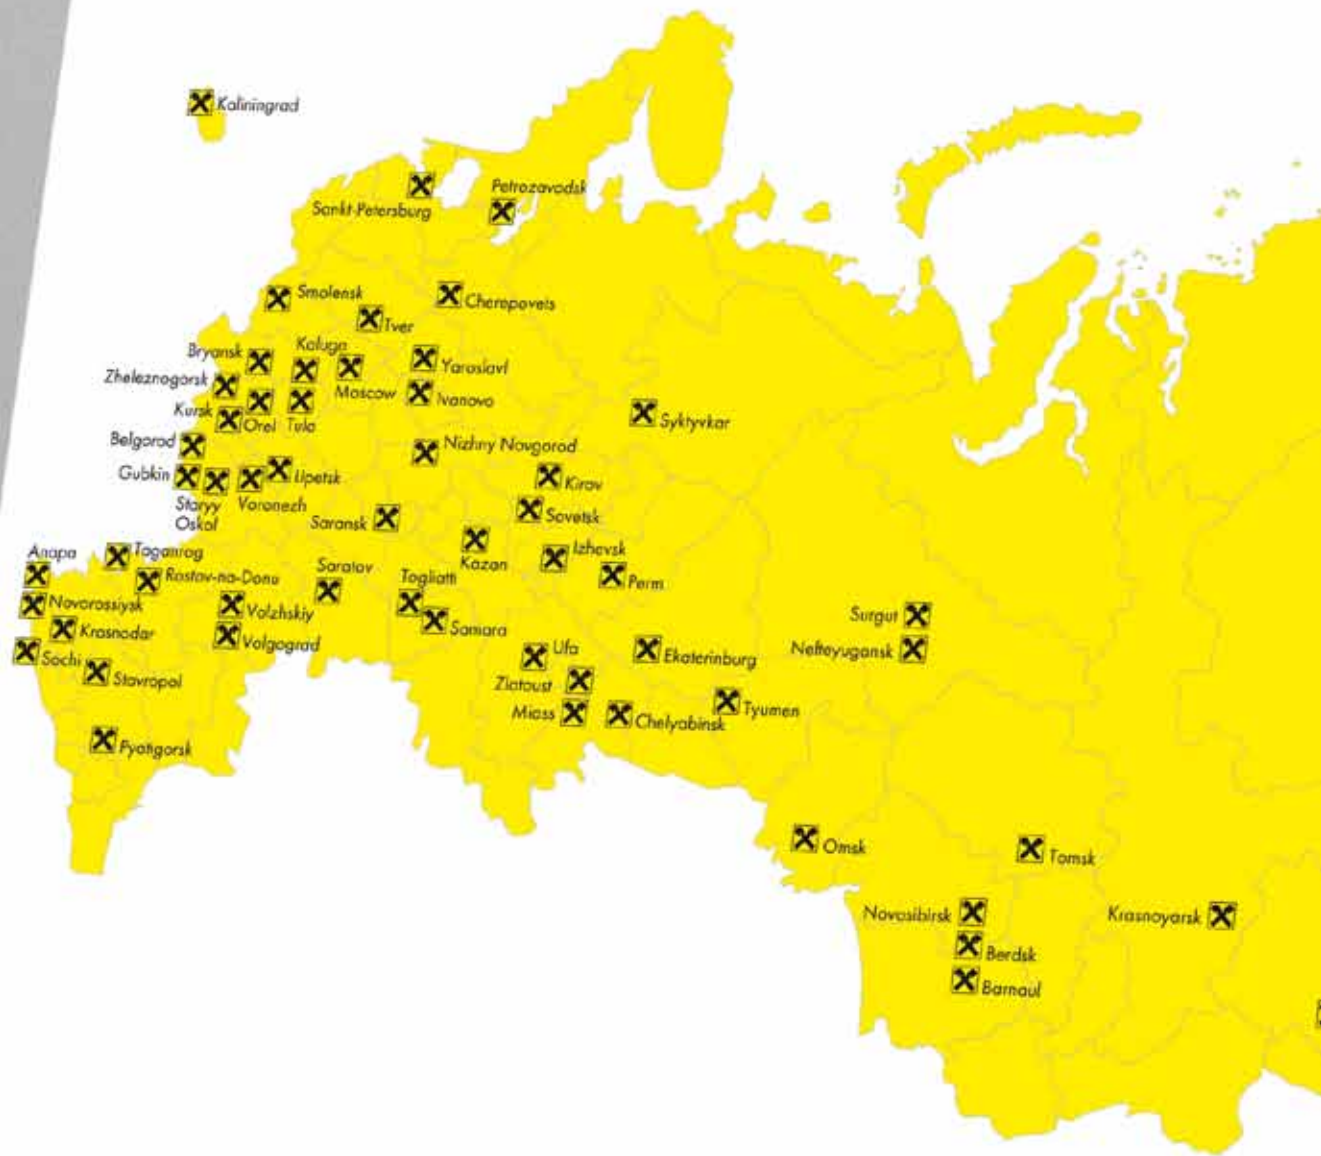 Kaliningrad
Petrozavodsk
Sankt-Petersburg
Smolensk
Cherepovets
Tver
Kaluga
Bryansk
Yaroslavl
Zheleznogorsk
Moscow
Ivanovo
Kursk
Orel
Tula
Syktyvkar
Belgorod
Nizhny Novgorod
Gubkin
Lipetsk
Kirov
Staryy
Oskol
Voronezh
Saransk
Sovetsk
Anapa
Taganrog
Kazan
Izhevsk
Rostov-na-Donu
Saratov
Togliatti
Perm
Novorossiysk
Volzhskiy
Surgut
Krasnodar
Volgograd
Samara
Nefteyugansk
Sochi
Stavropol
Ufa
Ekaterinburg
Zlatoust
Miass
Chelyabinsk
Tyumen
Pyatigorsk
Omsk
Tomsk
Novosibirsk
Krasnoyarsk
Berdsk
Barnaul